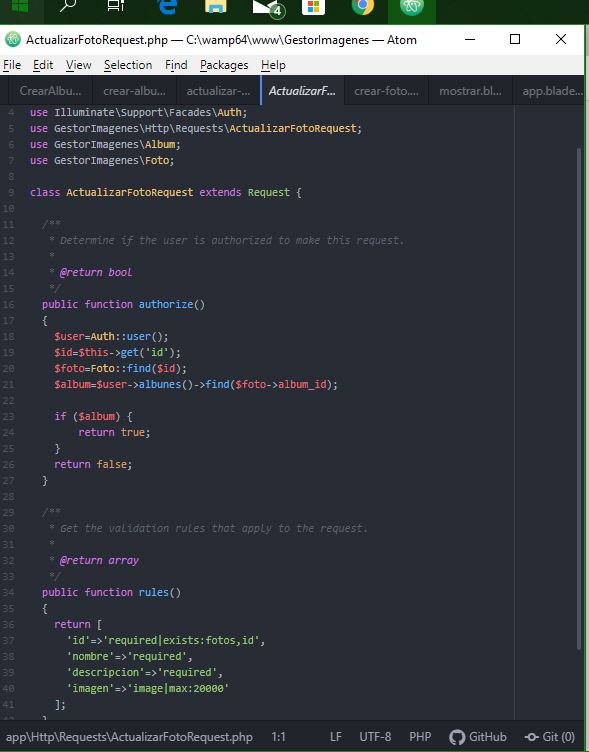 4
ActualizarFotoRequest.php — C:\wamp64\www\GestorImagenes — Atom
File Edit View Selection Find Packages Help
CrearAlbu... crear-albu... actualizar-... ActualizarF... crear-foto.... mostrar.bl... app.blade...
4 use Illuminate\Support\Facades\Auth;
5 use GestorImagenes\Http\Requests\ActualizarFotoRequest;
6 use GestorImagenes\Album;
7 use GestorImagenes\Foto;
8
9 class ActualizarFotoRequest extends Request {
10
11 /**
12 * Determine if the user is authorized to make this request.
13 *
14 * @return bool
15 */
16 public function authorize()
17 {
18 $user=Auth::user();
19 $id=$this->get('id');
20 $foto=Foto::find($id);
21 $album=$user->albunes()->find($foto->album_id);
22
23 if ($album) {
24 return true;
25 }
26 return false;
27 }
28
29 /**
30 * Get the validation rules that apply to the request.
31 *
32 * @return array
33 */
34 public function rules()
35 {
36 return [
37 'id'=>'required|exists:fotos,id',
38 'nombre'=>'required',
39 'descripcion'=>'required',
40 'imagen'=>'image|max:20000'
41 ];
42 }
app\Http\Requests\ActualizarFotoRequest.php 1:1 LF UTF-8 PHP GitHub Git (0)